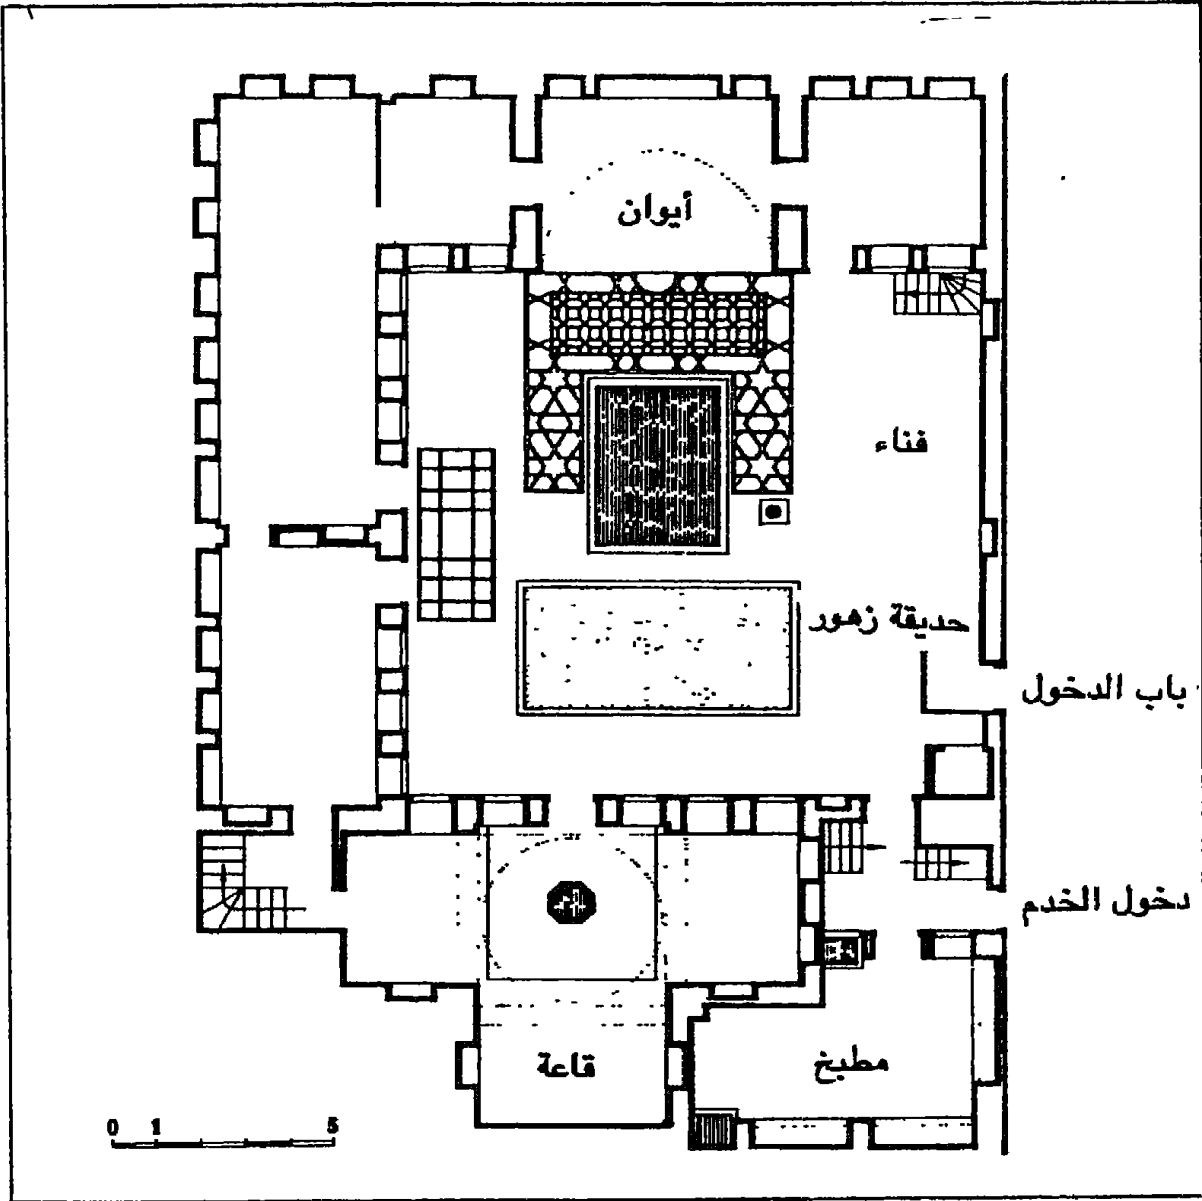 أيوان
فناء
حديقة زهور
باب الدخول
دخول الخدم
قاعة
مطبخ
0 1 5